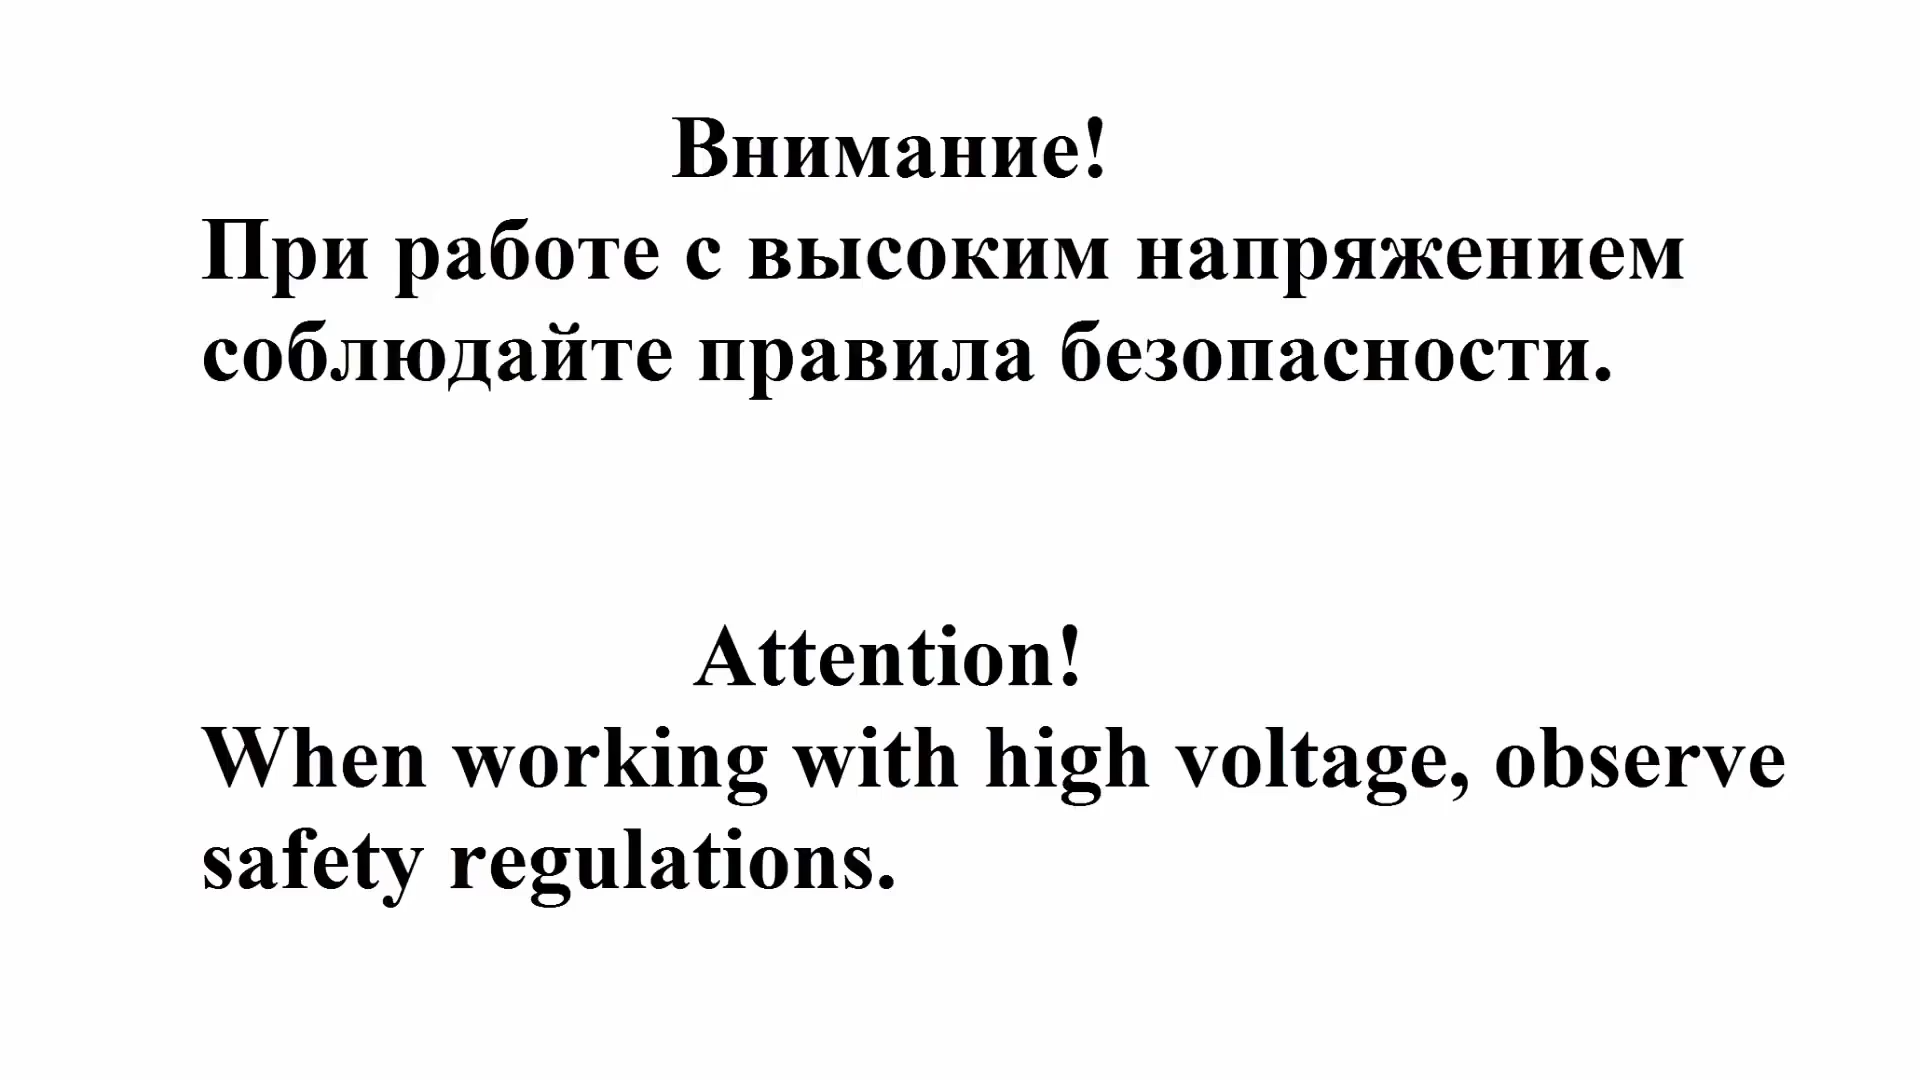 Внимание!
При работе с высоким напряжением
соблюдайте правила безопасности.
Attention!
When working with high voltage, observe
safety regulations.